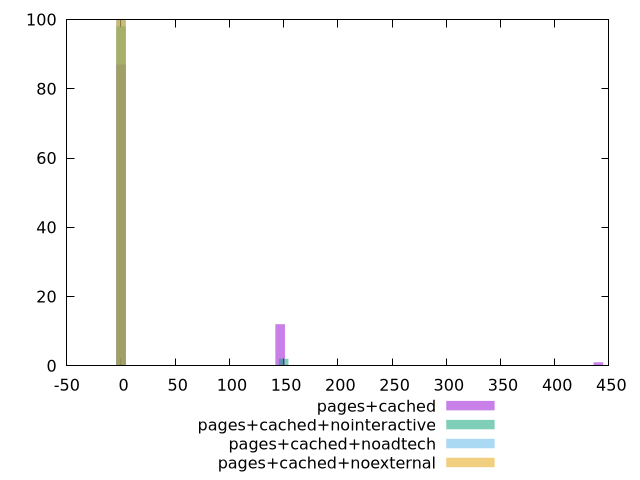 100
80
60
40
20
0
-50 0 50 100 150 200 250 300 350 400 450
pages+cached
pages+cached+nointeractive
pages+cached+noadtech
pages+cached+noexternal